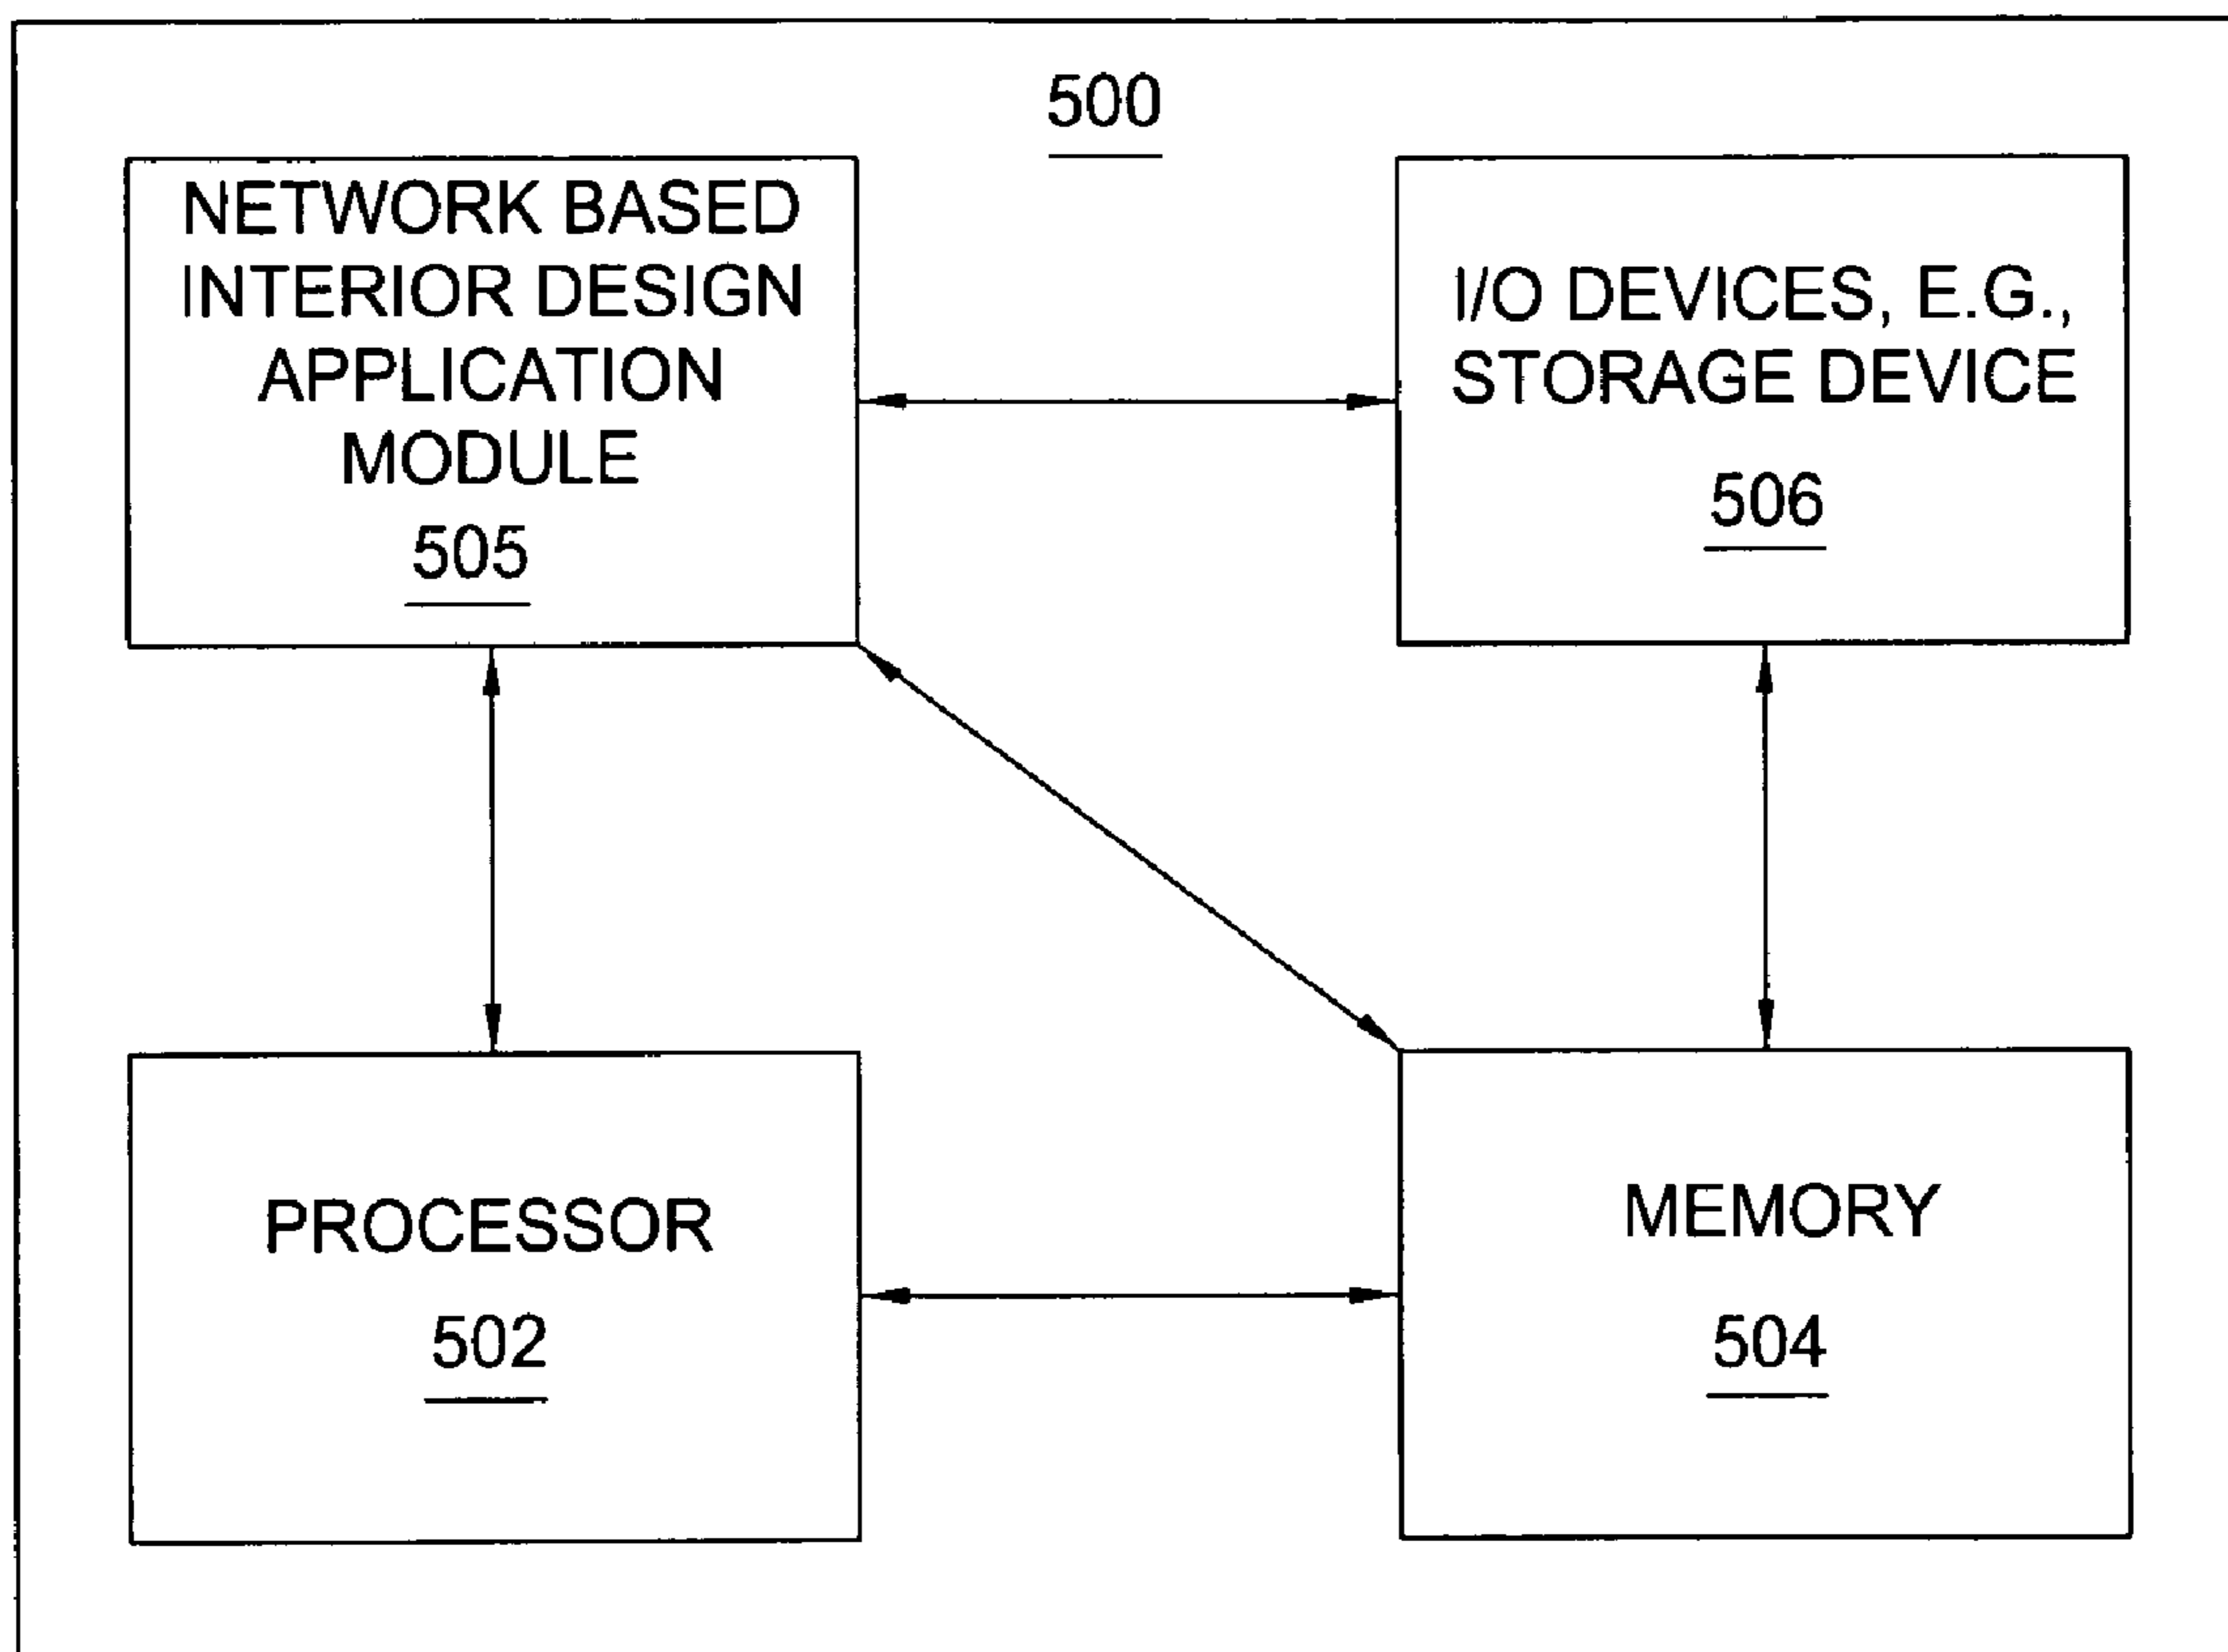 500
NETWORK BASED
INTERIOR DESIGN
APPLICATION
MODULE
505
I/O DEVICES, E.G.,
STORAGE DEVICE
506
PROCESSOR
502
MEMORY
504